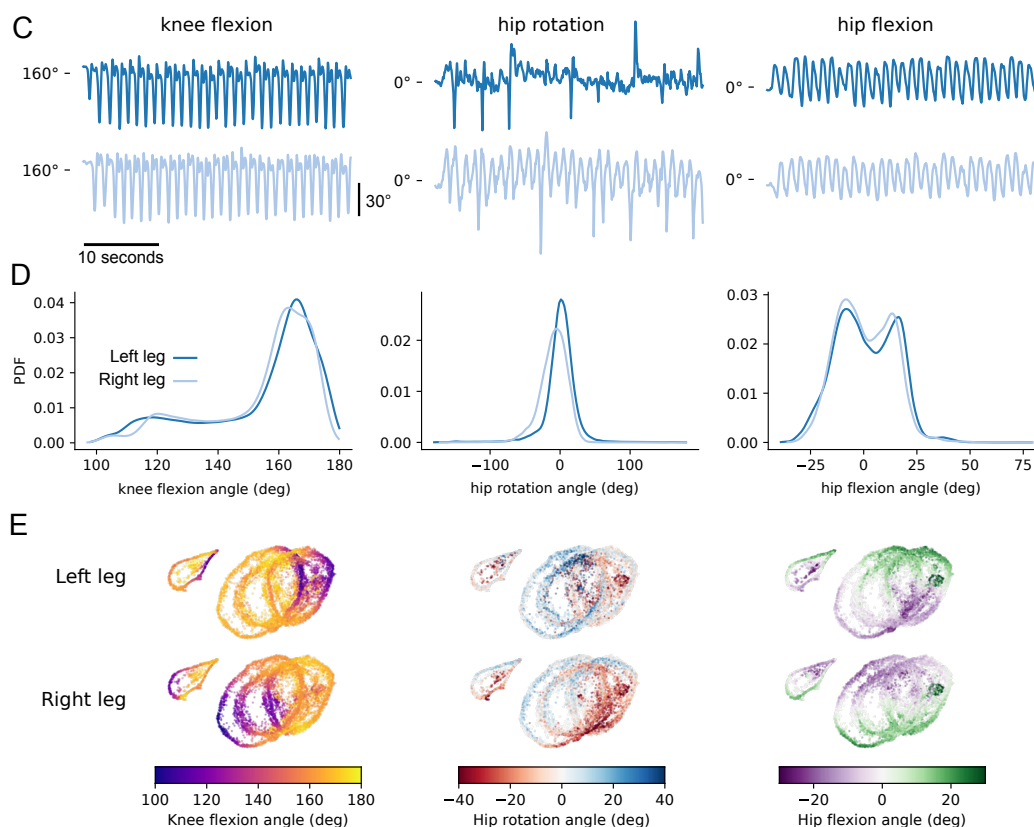 C
knee flexion
hip rotation
hip flexion
160°
0°
0°
160°
0°
0°
30°
10 seconds
D
PDF
0.04
0.03
0.02
0.01
0.00
Left leg
Right leg
100
120
140
160
180
knee flexion angle (deg)
0.02
0.01
0.00
−100
0
100
hip rotation angle (deg)
0.03
0.02
0.01
0.00
−25
0
25
50
75
hip flexion angle (deg)
E
Left leg
Right leg
100 120 140 160 180
Knee flexion angle (deg)
−40 −20 0 20 40
Hip rotation angle (deg)
−20 0 20
Hip flexion angle (deg)